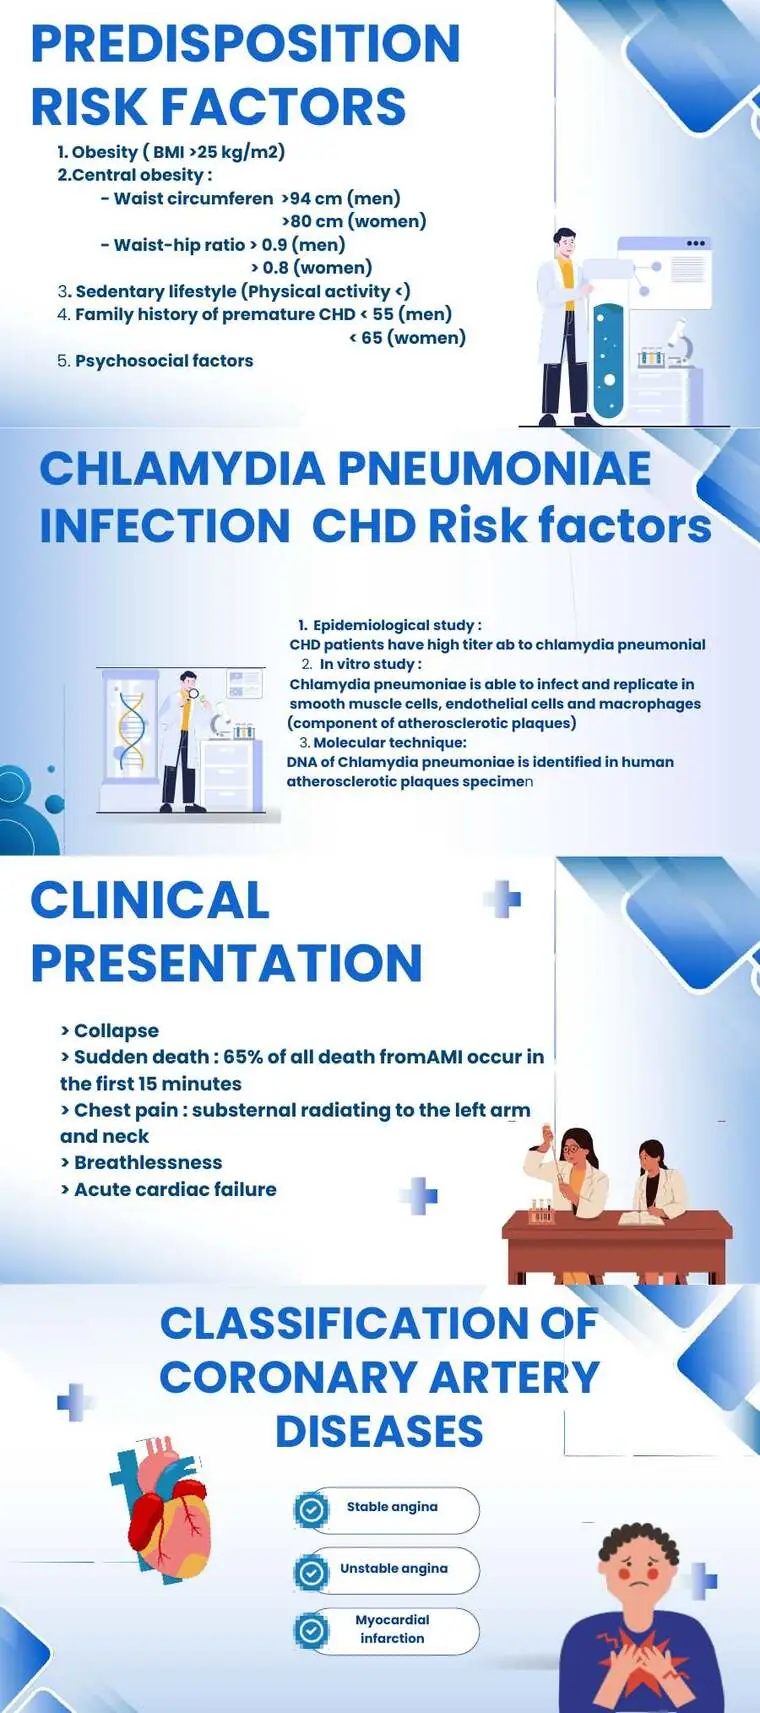 PREDISPOSITION
RISK FACTORS
1. Obesity ( BMI >25 kg/m2)
2.Central obesity :
- Waist circumferen >94 cm (men)
>80 cm (women)
- Waist-hip ratio > 0.9 (men)
> 0.8 (women)
3. Sedentary lifestyle (Physical activity <)
4. Family history of premature CHD < 55 (men)
< 65 (women)
5. Psychosocial factors
CHLAMYDIA PNEUMONIAE
INFECTION CHD Risk factors
1. Epidemiological study :
CHD patients have high titer ab to chlamydia pneumonial
2. In vitro study :
Chlamydia pneumoniae is able to infect and replicate in
smooth muscle cells, endothelial cells and macrophages
(component of atherosclerotic plaques)
3. Molecular technique:
DNA of Chlamydia pneumoniae is identified in human
atherosclerotic plaques specimen
CLINICAL
PRESENTATION
> Collapse
> Sudden death : 65% of all death fromAMI occur in
the first 15 minutes
> Chest pain : substernal radiating to the left arm
and neck
> Breathlessness
> Acute cardiac failure
CLASSIFICATION OF
CORONARY ARTERY
DISEASES
Stable angina
Unstable angina
Myocardial
infarction